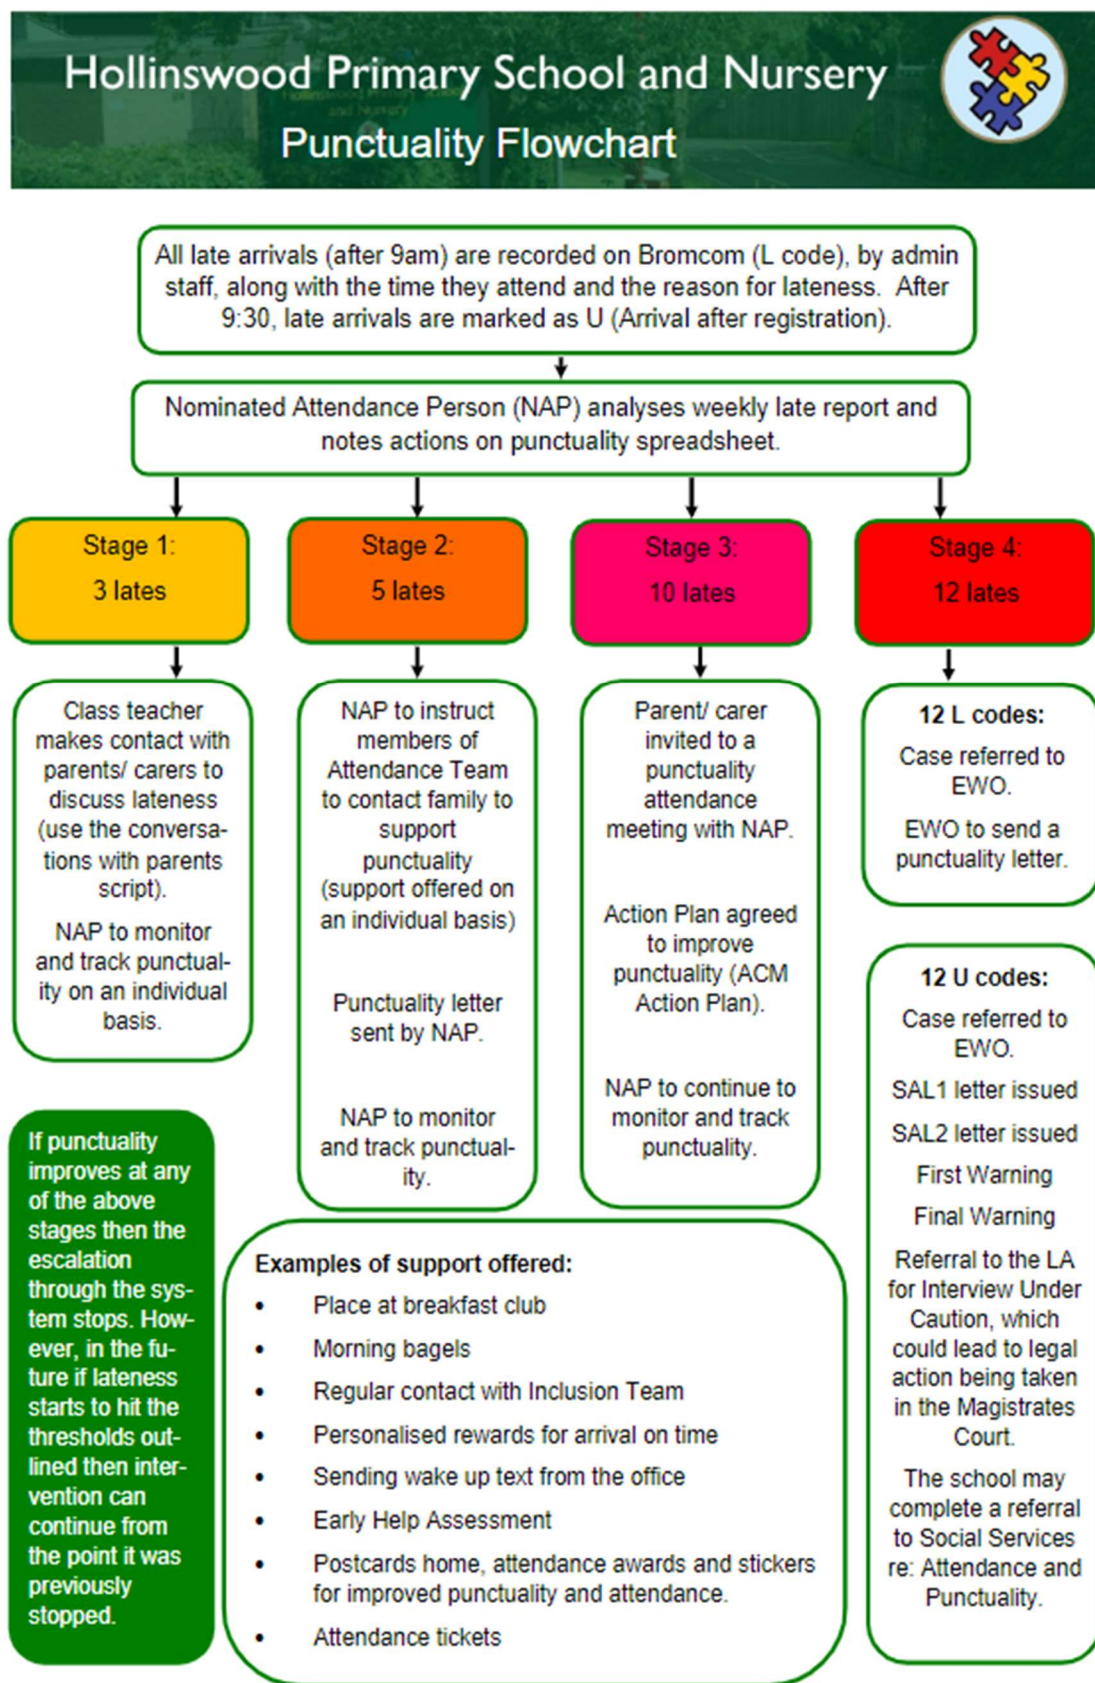 Hollinswood Primary School and Nursery
Punctuality Flowchart
All late arrivals (after 9am) are recorded on Bromcom (L code), by admin
staff, along with the time they attend and the reason for lateness.  After
9:30, late arrivals are marked as U (Arrival after registration).
Nominated Attendance Person (NAP) analyses weekly late report and
notes actions on punctuality spreadsheet.
Stage 1:
3 lates
Stage 2:
5 lates
Stage 3:
10 lates
Stage 4:
12 lates
Class teacher
makes contact with
parents/ carers to
discuss lateness
(use the conversa-
tions with parents
script).
NAP to monitor
and track punctual-
ity on an individual
basis.
NAP to instruct
members of
Attendance Team
to contact family to
support
punctuality
(support offered on
an individual basis)
Punctuality letter
sent by NAP.
NAP to monitor
and track punctual-
ity.
Parent/ carer
invited to a
punctuality
attendance
meeting with NAP.
Action Plan agreed
to improve
punctuality (ACM
Action Plan).
NAP to continue to
monitor and track
punctuality.
12 L codes:
Case referred to
EWO.
EWO to send a
punctuality letter.
12 U codes:
Case referred to
EWO.
SAL1 letter issued
SAL2 letter issued
First Warning
Final Warning
Referral to the LA
for Interview Under
Caution, which
could lead to legal
action being taken
in the Magistrates
Court.
The school may
complete a referral
to Social Services
re: Attendance and
Punctuality.
If punctuality
improves at any
of the above
stages then the
escalation
through the sys-
tem stops. How-
ever, in the fu-
ture if lateness
starts to hit the
thresholds out-
lined then inter-
vention can
continue from
the point it was
previously
stopped.
Examples of support offered:
• Place at breakfast club
• Morning bagels
• Regular contact with Inclusion Team
• Personalised rewards for arrival on time
• Sending wake up text from the office
• Early Help Assessment
• Postcards home, attendance awards and stickers
for improved punctuality and attendance.
• Attendance tickets